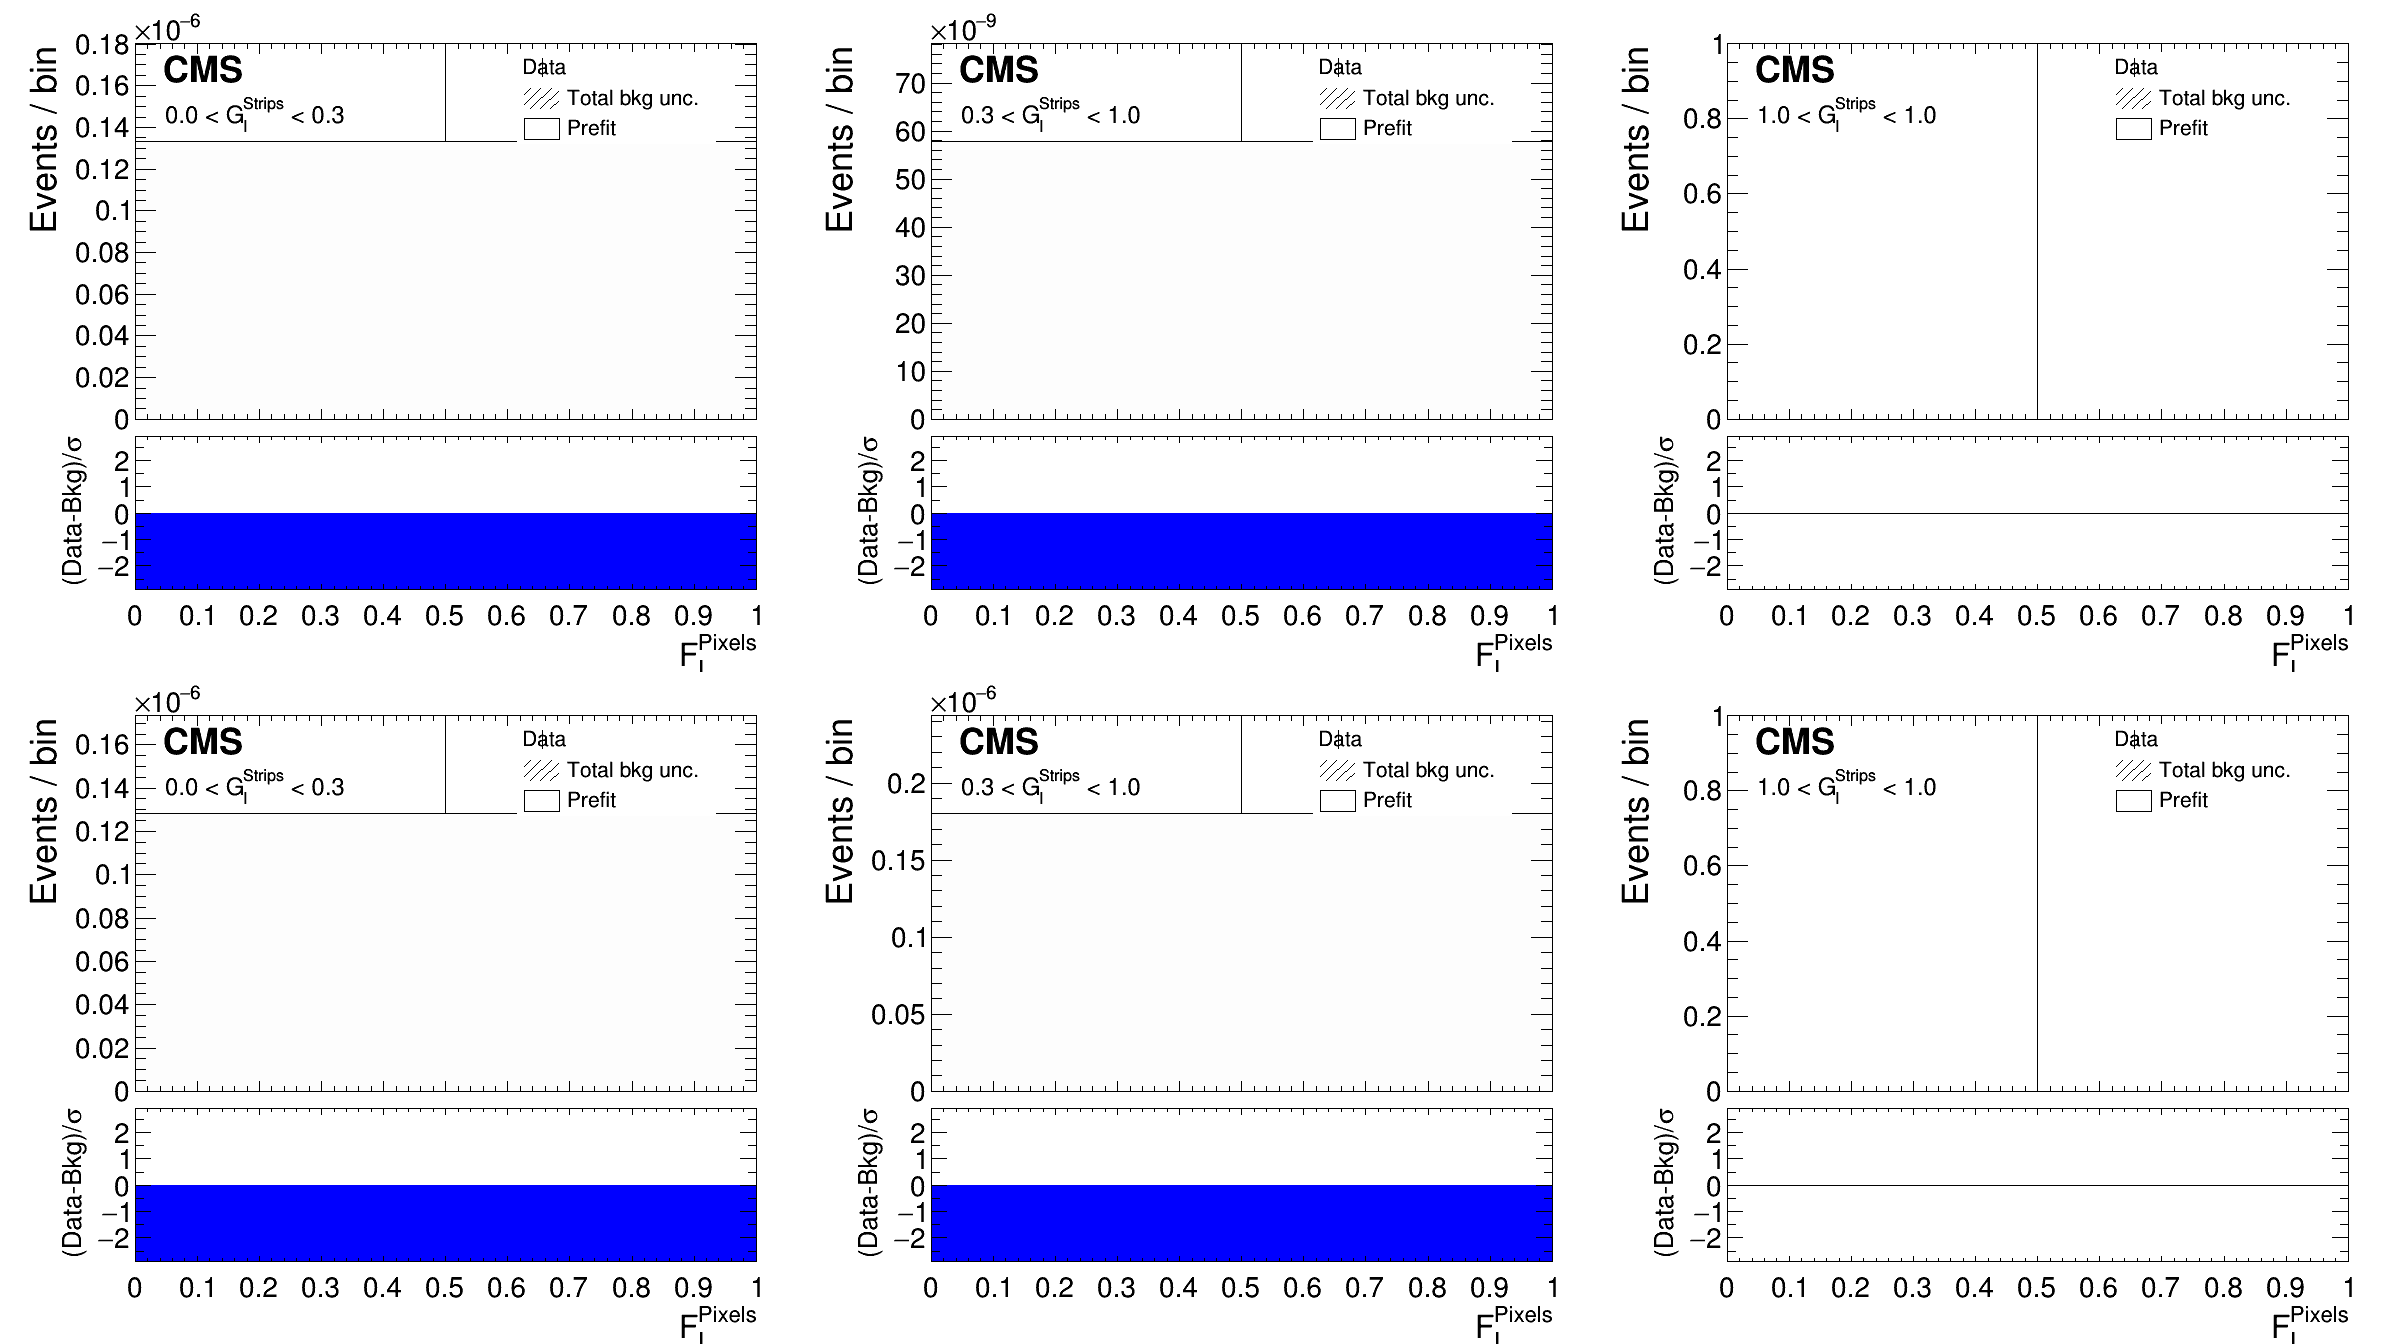 ×10⁻⁶
Events / bin
0.18
0.16
0.14
0.12
0.1
0.08
0.06
0.04
0.02
0
CMS
0.0 < G_I^Strips < 0.3
Data
Total bkg unc.
Prefit
(Data-Bkg)/σ
2
1
0
−1
−2
0 0.1 0.2 0.3 0.4 0.5 0.6 0.7 0.8 0.9 1
F_I^Pixels
×10⁻⁹
Events / bin
70
60
50
40
30
20
10
0
CMS
0.3 < G_I^Strips < 1.0
Data
Total bkg unc.
Prefit
(Data-Bkg)/σ
2
1
0
−1
−2
0 0.1 0.2 0.3 0.4 0.5 0.6 0.7 0.8 0.9 1
F_I^Pixels
Events / bin
1
0.8
0.6
0.4
0.2
0
CMS
1.0 < G_I^Strips < 1.0
Data
Total bkg unc.
Prefit
(Data-Bkg)/σ
2
1
0
−1
−2
0 0.1 0.2 0.3 0.4 0.5 0.6 0.7 0.8 0.9 1
F_I^Pixels
×10⁻⁶
Events / bin
0.16
0.14
0.12
0.1
0.08
0.06
0.04
0.02
0
CMS
0.0 < G_I^Strips < 0.3
Data
Total bkg unc.
Prefit
(Data-Bkg)/σ
2
1
0
−1
−2
0 0.1 0.2 0.3 0.4 0.5 0.6 0.7 0.8 0.9 1
F_I^Pixels
×10⁻⁶
Events / bin
0.2
0.15
0.1
0.05
0
CMS
0.3 < G_I^Strips < 1.0
Data
Total bkg unc.
Prefit
(Data-Bkg)/σ
2
1
0
−1
−2
0 0.1 0.2 0.3 0.4 0.5 0.6 0.7 0.8 0.9 1
F_I^Pixels
Events / bin
1
0.8
0.6
0.4
0.2
0
CMS
1.0 < G_I^Strips < 1.0
Data
Total bkg unc.
Prefit
(Data-Bkg)/σ
2
1
0
−1
−2
0 0.1 0.2 0.3 0.4 0.5 0.6 0.7 0.8 0.9 1
F_I^Pixels